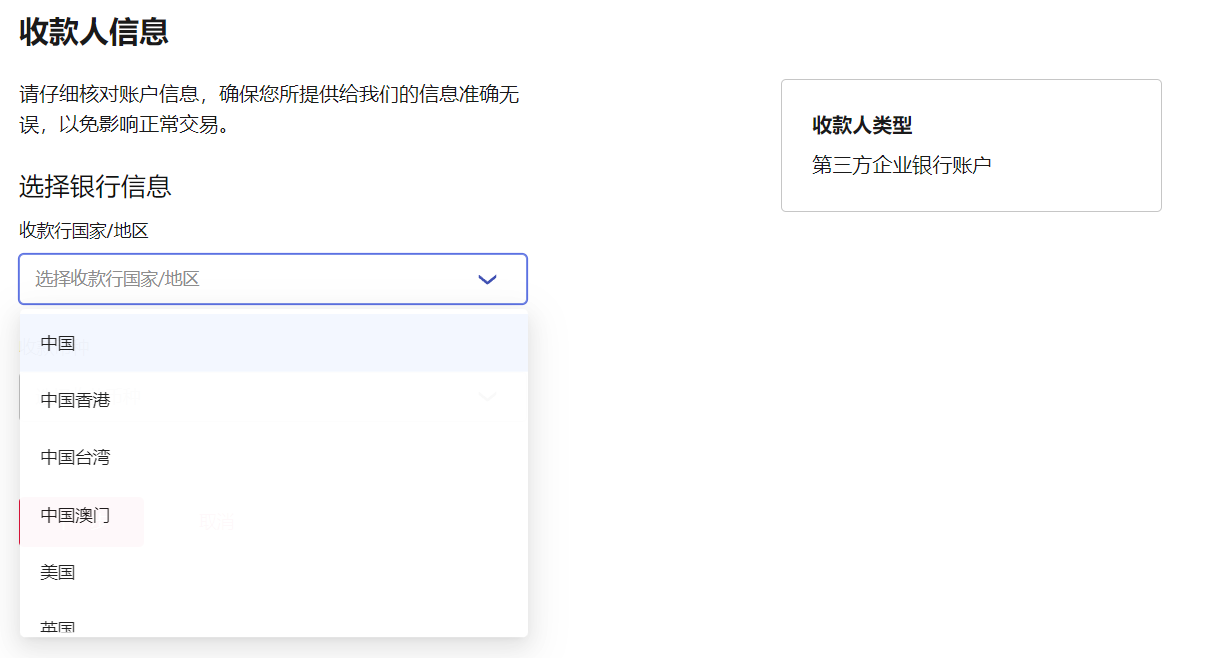 收款人信息
请仔细核对账户信息，确保您所提供给我们的信息准确无
误，以免影响正常交易。
选择银行信息
收款行国家/地区
选择收款行国家/地区
中国
中国香港
中国台湾
中国澳门
美国
英国
收款人类型
第三方企业银行账户